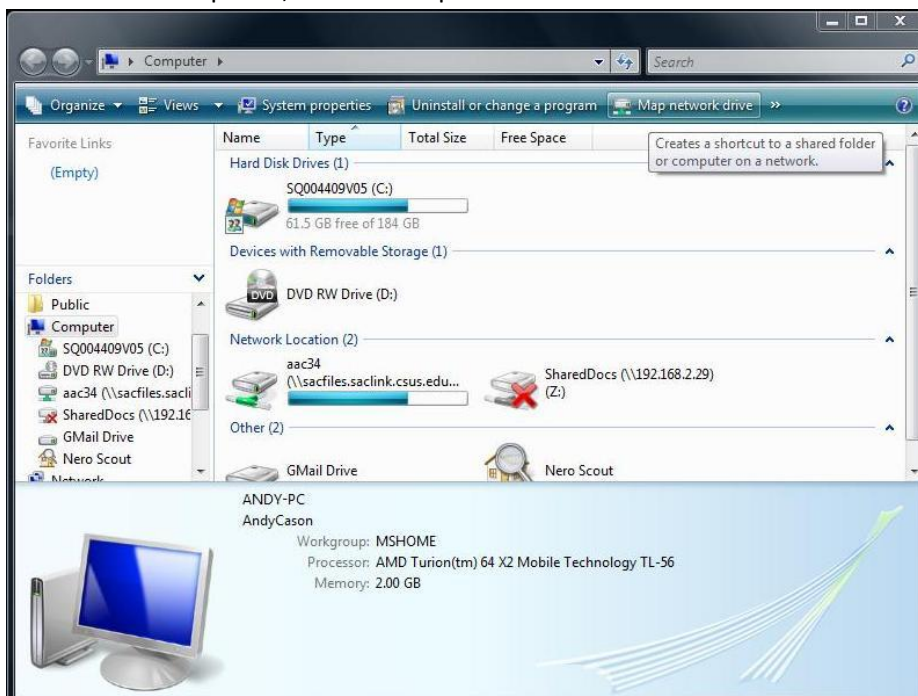 Computer
Search
Organize Views System properties Uninstall or change a program Map network drive »
Creates a shortcut to a shared folder
or computer on a network.
Favorite Links
(Empty)
Name Type Total Size Free Space
Hard Disk Drives (1)
SQ004409V05 (C:)
61.5 GB free of 184 GB
Devices with Removable Storage (1)
DVD RW Drive (D:)
Network Location (2)
aac34
(\\sacfiles.saclink.csus.edu...
SharedDocs (\\192.168.2.29)
(Z:)
Other (2)
GMail Drive
Nero Scout
Folders
Public
Computer
SQ004409V05 (C:)
DVD RW Drive (D:)
aac34 (\\sacfiles.sacli
SharedDocs (\\192.16
GMail Drive
Nero Scout
Network
ANDY-PC
AndyCason
Workgroup: MSHOME
Processor: AMD Turion(tm) 64 X2 Mobile Technology TL-56
Memory: 2.00 GB